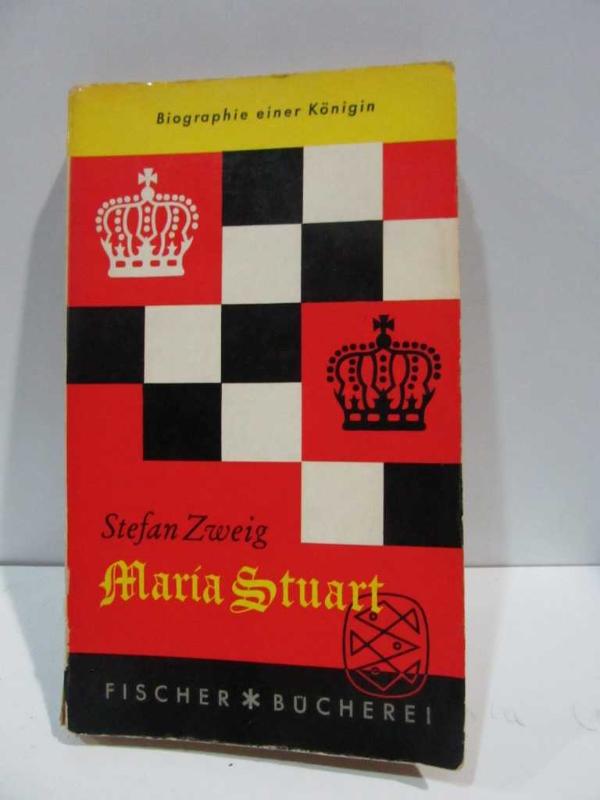 Biographie einer Königin
Stefan Zweig
Maria Stuart
FISCHER * BÜCHEREI